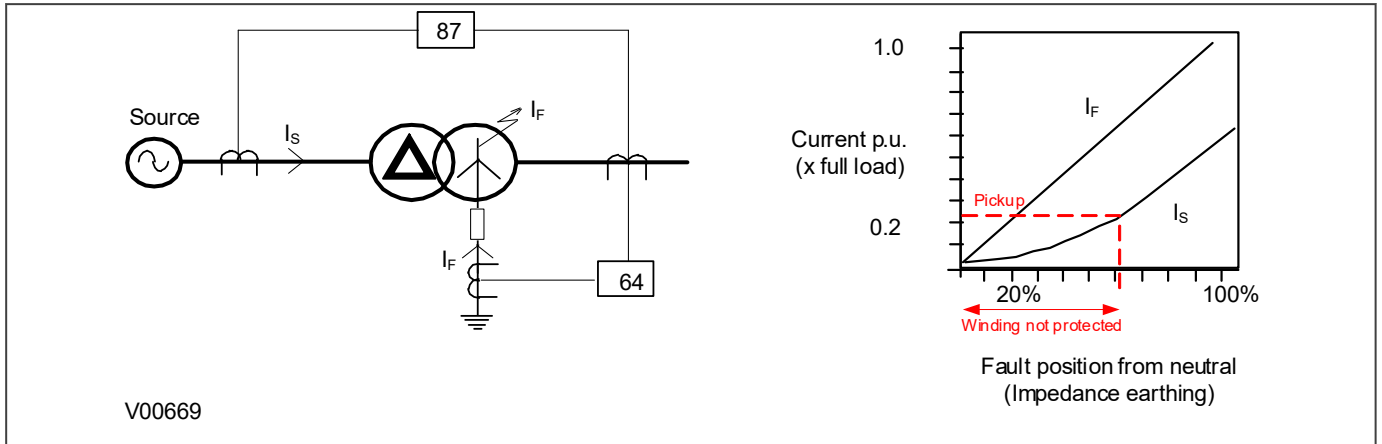 87
Source
I_S
I_F
I_F
64
V00669
1.0
Current p.u.
(x full load)
0.2
Pickup
I_F
I_S
20%
100%
Winding not protected
Fault position from neutral
(Impedance earthing)